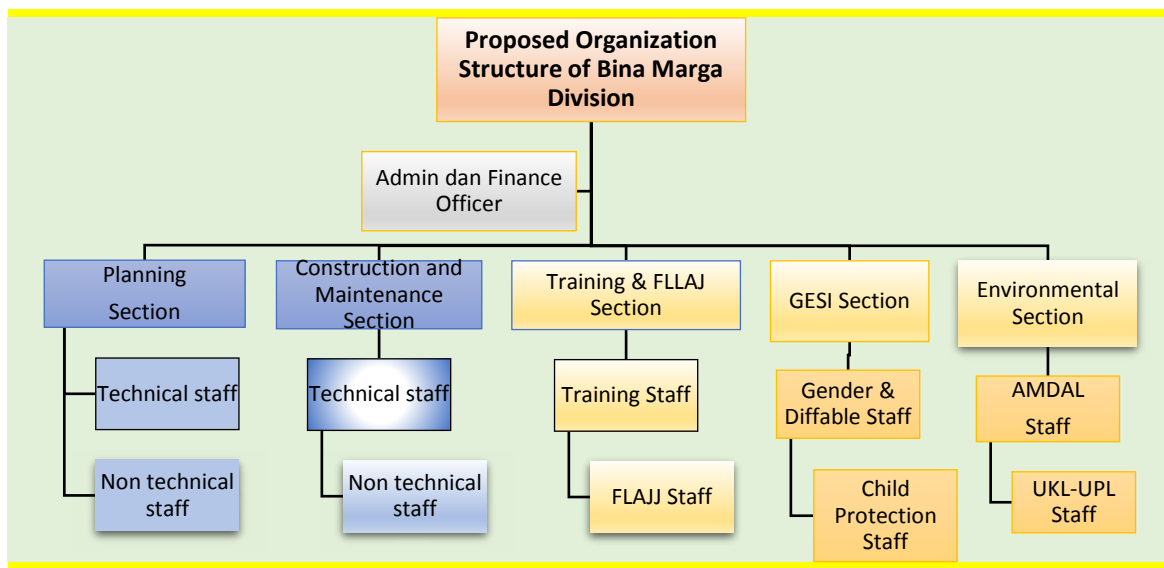 Proposed Organization
Structure of Bina Marga
Division
Admin dan Finance
Officer
Planning
Section
Construction and
Maintenance
Section
Training & FLLAJ
Section
GESI Section
Environmental
Section
Technical staff
Technical staff
Training Staff
Gender &
Diffable Staff
AMDAL
Staff
Non technical
staff
Non technical
staff
FLAJJ Staff
Child
Protection
Staff
UKL-UPL
Staff